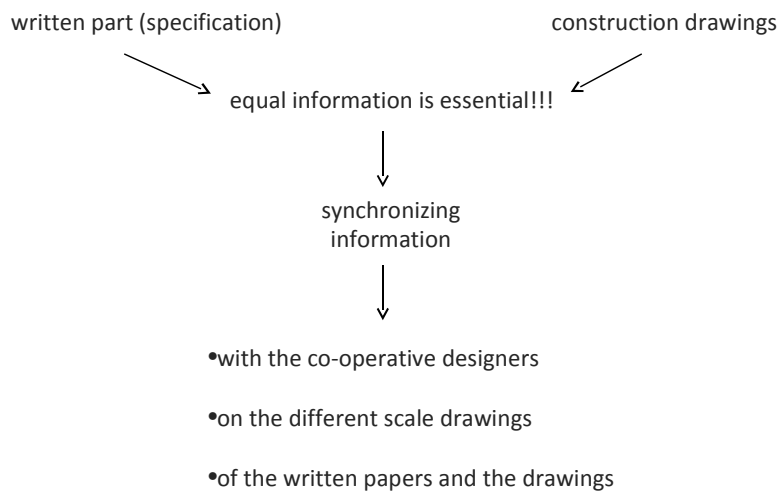 written part (specification)
construction drawings
equal information is essential!!!
synchronizing
information
•with the co-operative designers
•on the different scale drawings
•of the written papers and the drawings